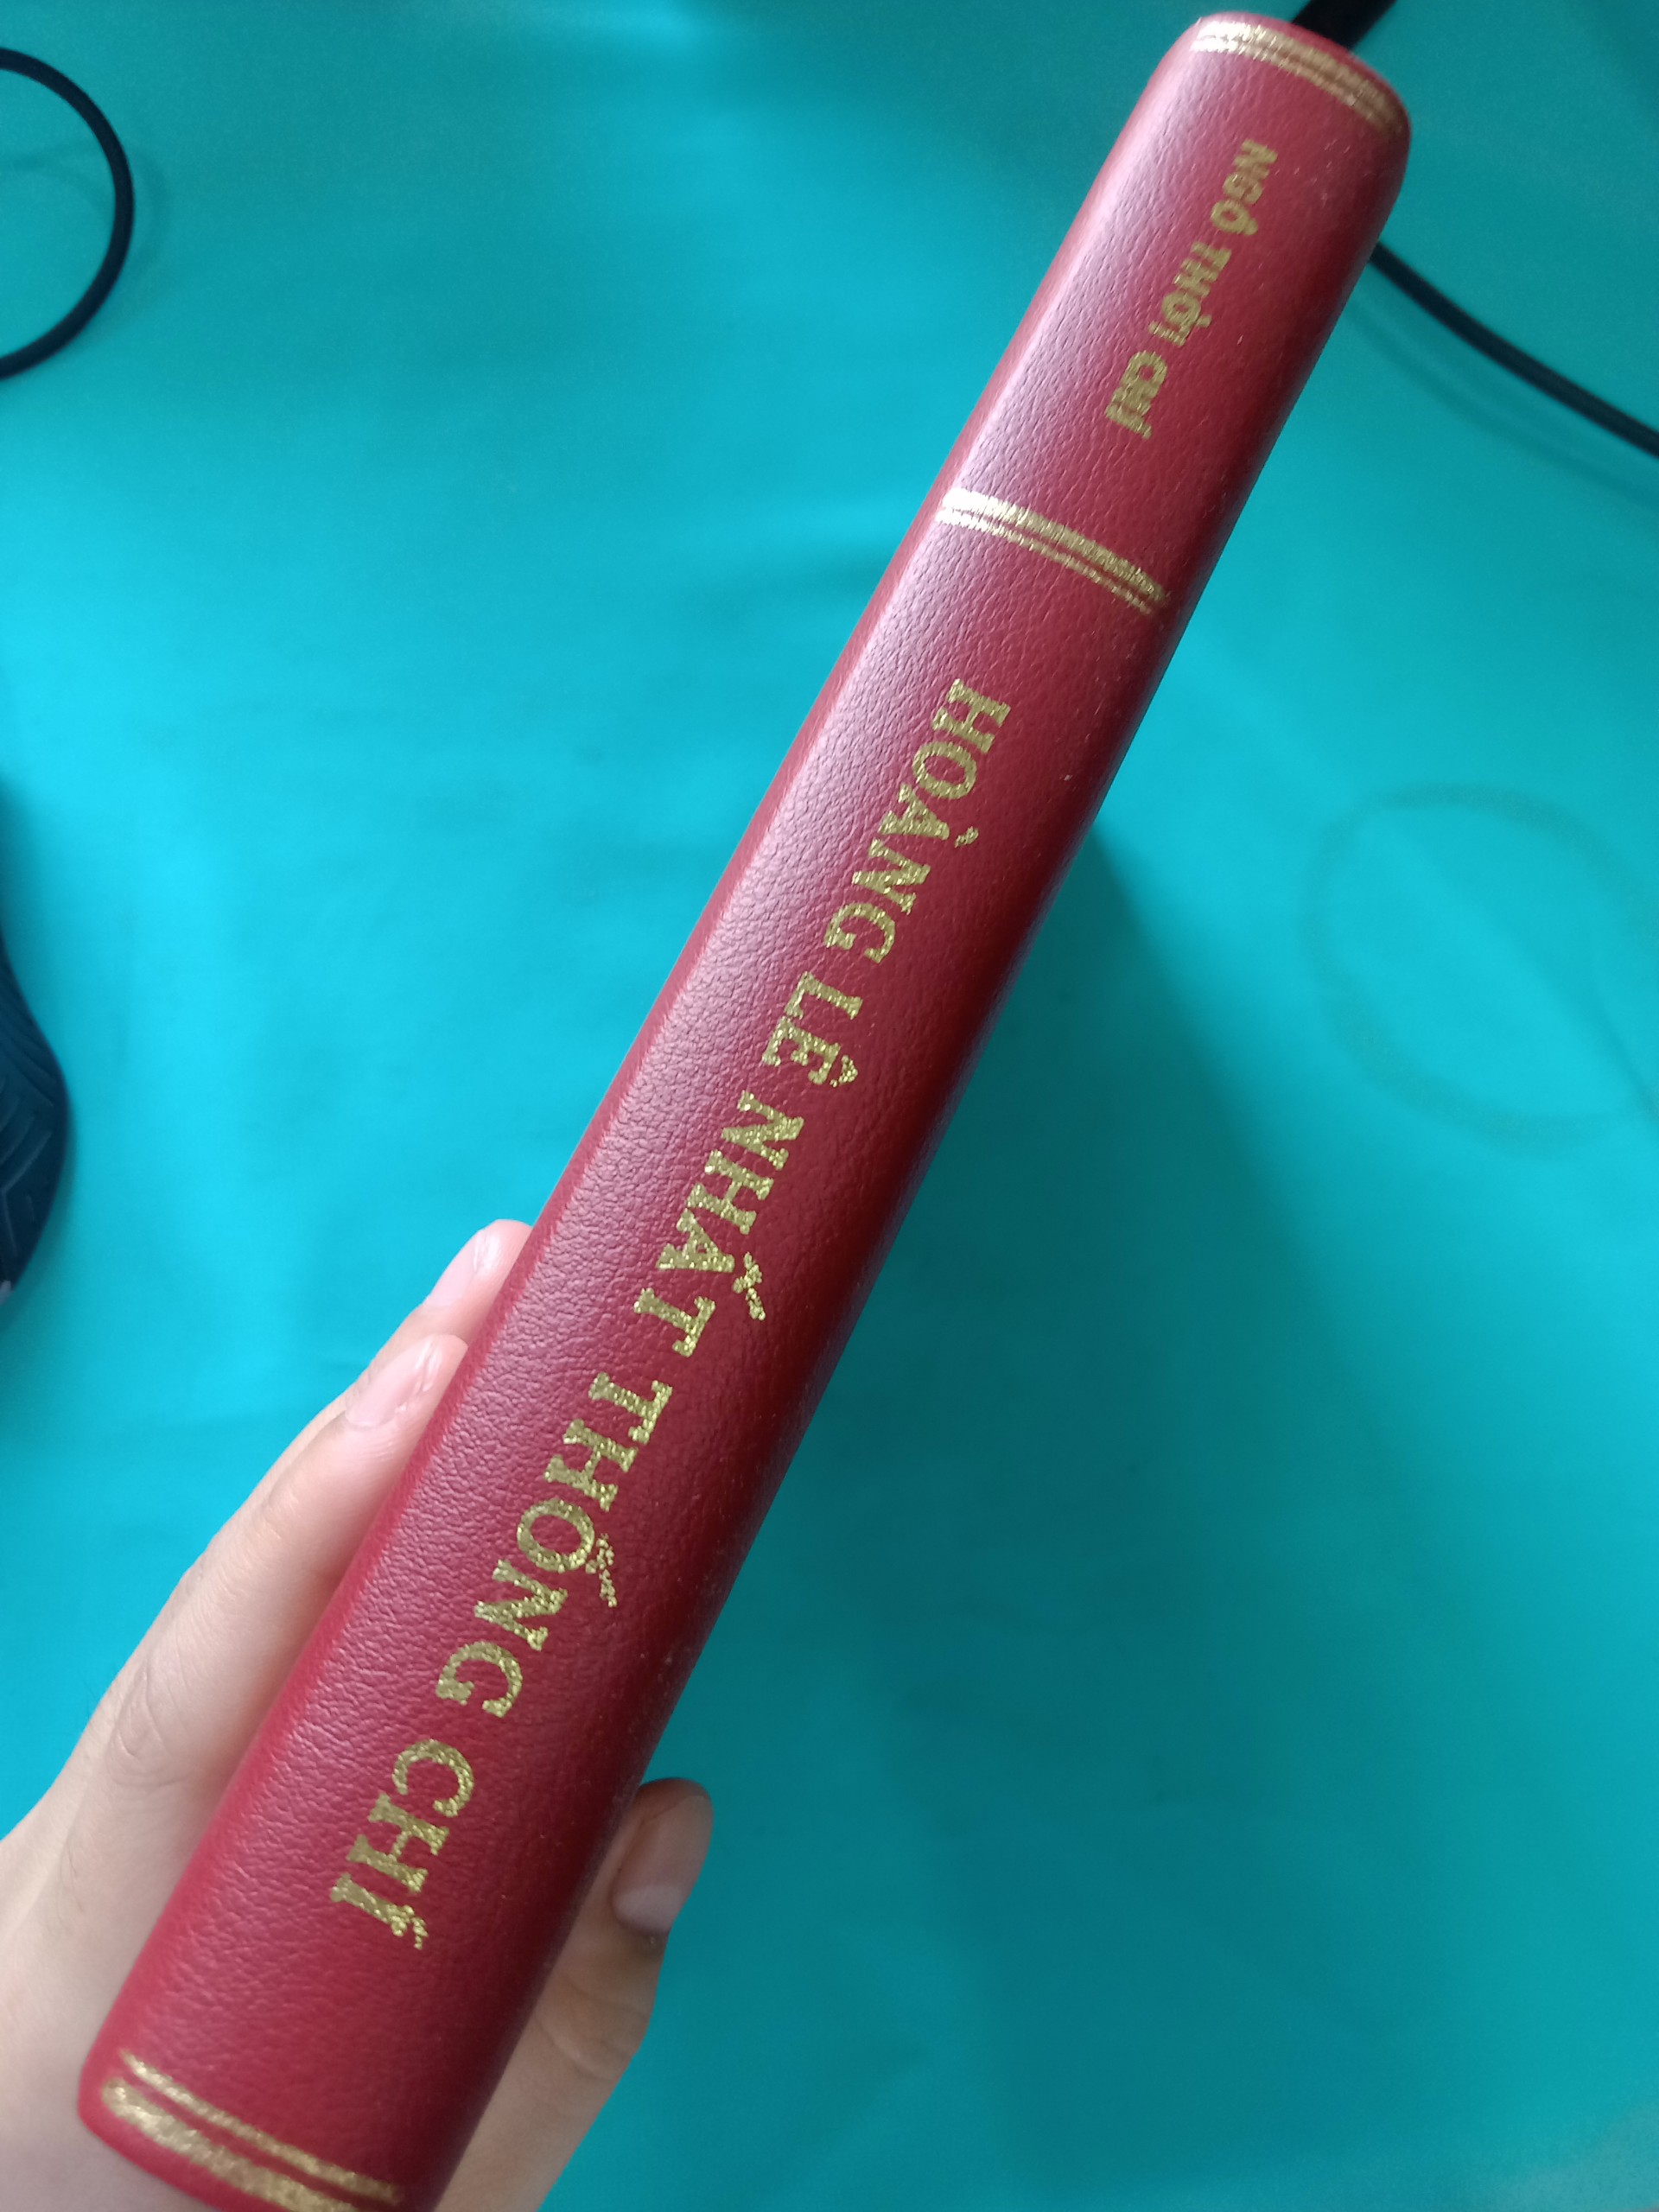 NGÔ THỜI CHÍ
HOÀNG LÊ NHẤT THỐNG CHÍ